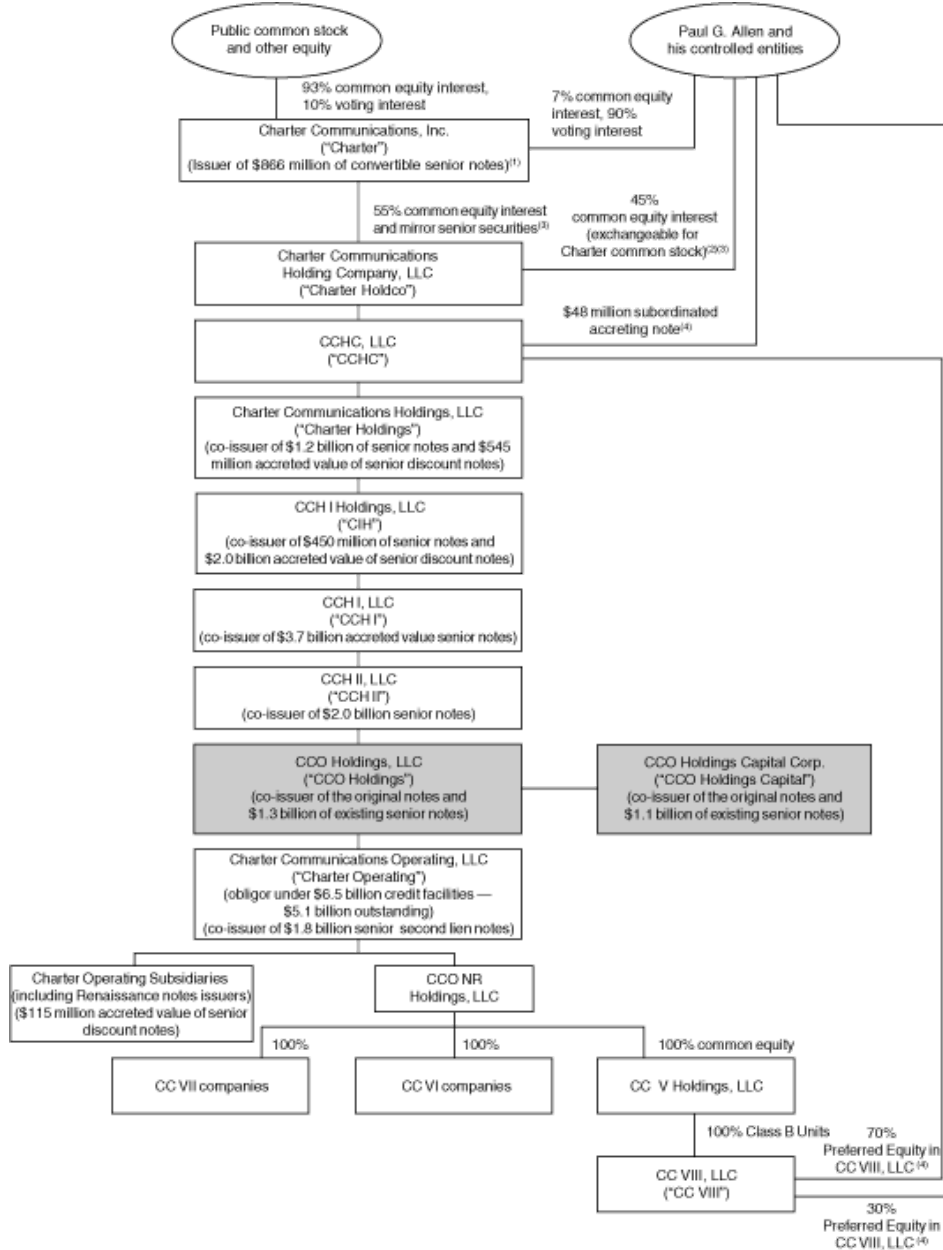 Public common stock
and other equity
Paul G. Allen and
his controlled entities
93% common equity interest,
10% voting interest
7% common equity
interest, 90%
voting interest
Charter Communications, Inc.
("Charter")
(Issuer of $866 million of convertible senior notes)(1)
55% common equity interest
and mirror senior securities(3)
45%
common equity interest
(exchangeable for
Charter common stock)(2)(3)
Charter Communications
Holding Company, LLC
("Charter Holdco")
$48 million subordinated
accreting note(4)
CCHC, LLC
("CCHC")
Charter Communications Holdings, LLC
("Charter Holdings")
(co-issuer of $1.2 billion of senior notes and $545
million accreted value of senior discount notes)
CCH I Holdings, LLC
("CIH")
(co-issuer of $450 million of senior notes and
$2.0 billion accreted value of senior discount notes)
CCH I, LLC
("CCH I")
(co-issuer of $3.7 billion accreted value senior notes)
CCH II, LLC
("CCH II")
(co-issuer of $2.0 billion senior notes)
CCO Holdings, LLC
("CCO Holdings")
(co-issuer of the original notes and
$1.3 billion of existing senior notes)
CCO Holdings Capital Corp.
("CCO Holdings Capital")
(co-issuer of the original notes and
$1.1 billion of existing senior notes)
Charter Communications Operating, LLC
("Charter Operating")
(obligor under $6.5 billion credit facilities —
$5.1 billion outstanding)
(co-issuer of $1.8 billion senior second lien notes)
Charter Operating Subsidiaries
(including Renaissance notes issuers)
($115 million accreted value of senior
discount notes)
CCO NR
Holdings, LLC
100%
100%
100% common equity
CC VII companies
CC VI companies
CC V Holdings, LLC
100% Class B Units
70%
Preferred Equity in
CC VIII, LLC (4)
CC VIII, LLC
("CC VIII")
30%
Preferred Equity in
CC VIII, LLC (4)